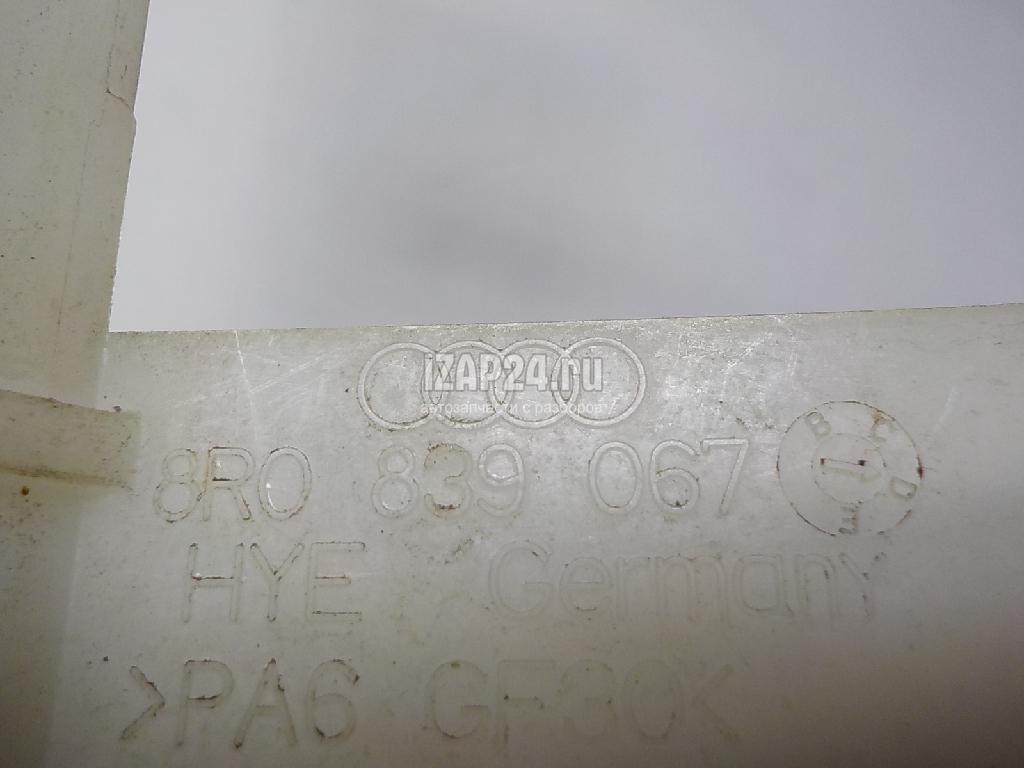 iZAP24.ru
автозапчасти с разборов
8R0 839 067
B C D E
HYE Germany
>PA6 GF30<